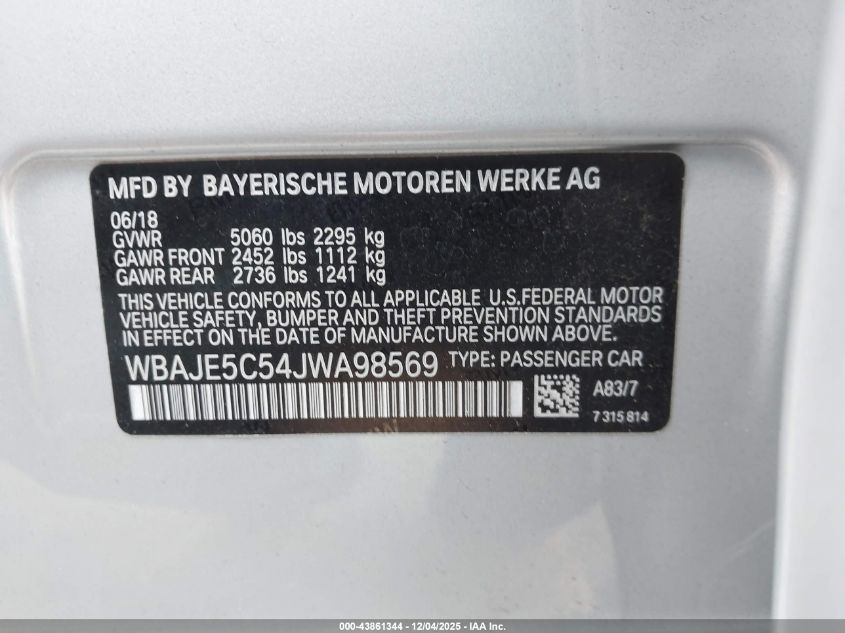 MFD BY BAYERISCHE MOTOREN WERKE AG
06/18
GVWR 5060 lbs 2295 kg
GAWR FRONT 2452 lbs 1112 kg
GAWR REAR 2736 lbs 1241 kg
THIS VEHICLE CONFORMS TO ALL APPLICABLE U.S.FEDERAL MOTOR
VEHICLE SAFETY, BUMPER AND THEFT PREVENTION STANDARDS
IN EFFECT ON THE DATE OF MANUFACTURE SHOWN ABOVE.
WBAJE5C54JWA98569 TYPE: PASSENGER CAR
A83/7
7 315 814
000-43861344 - 12/04/2025 - IAA Inc.